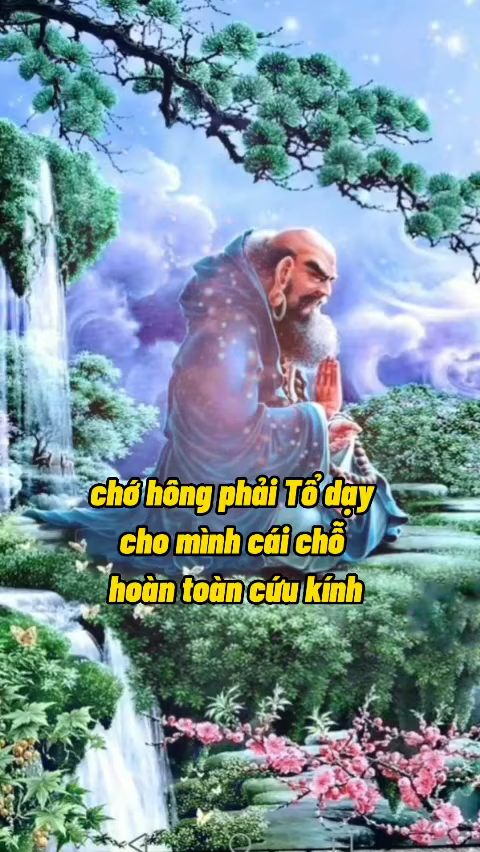 chớ hông phải Tổ dạy
cho mình cái chỗ
hoàn toàn cứu kính